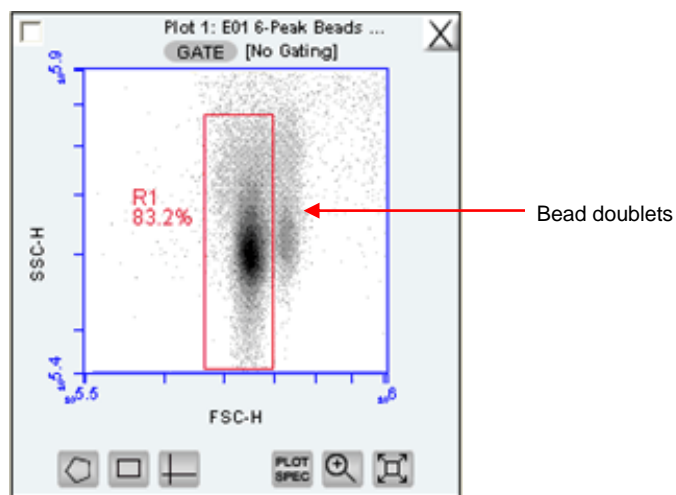 Plot 1: E01 6-Peak Beads ...
GATE [No Gating]
10^5.9
R1
83.2%
Bead doublets
SSC-H
10^5.4
10^5.5
10^6
FSC-H
PLOT
SPEC